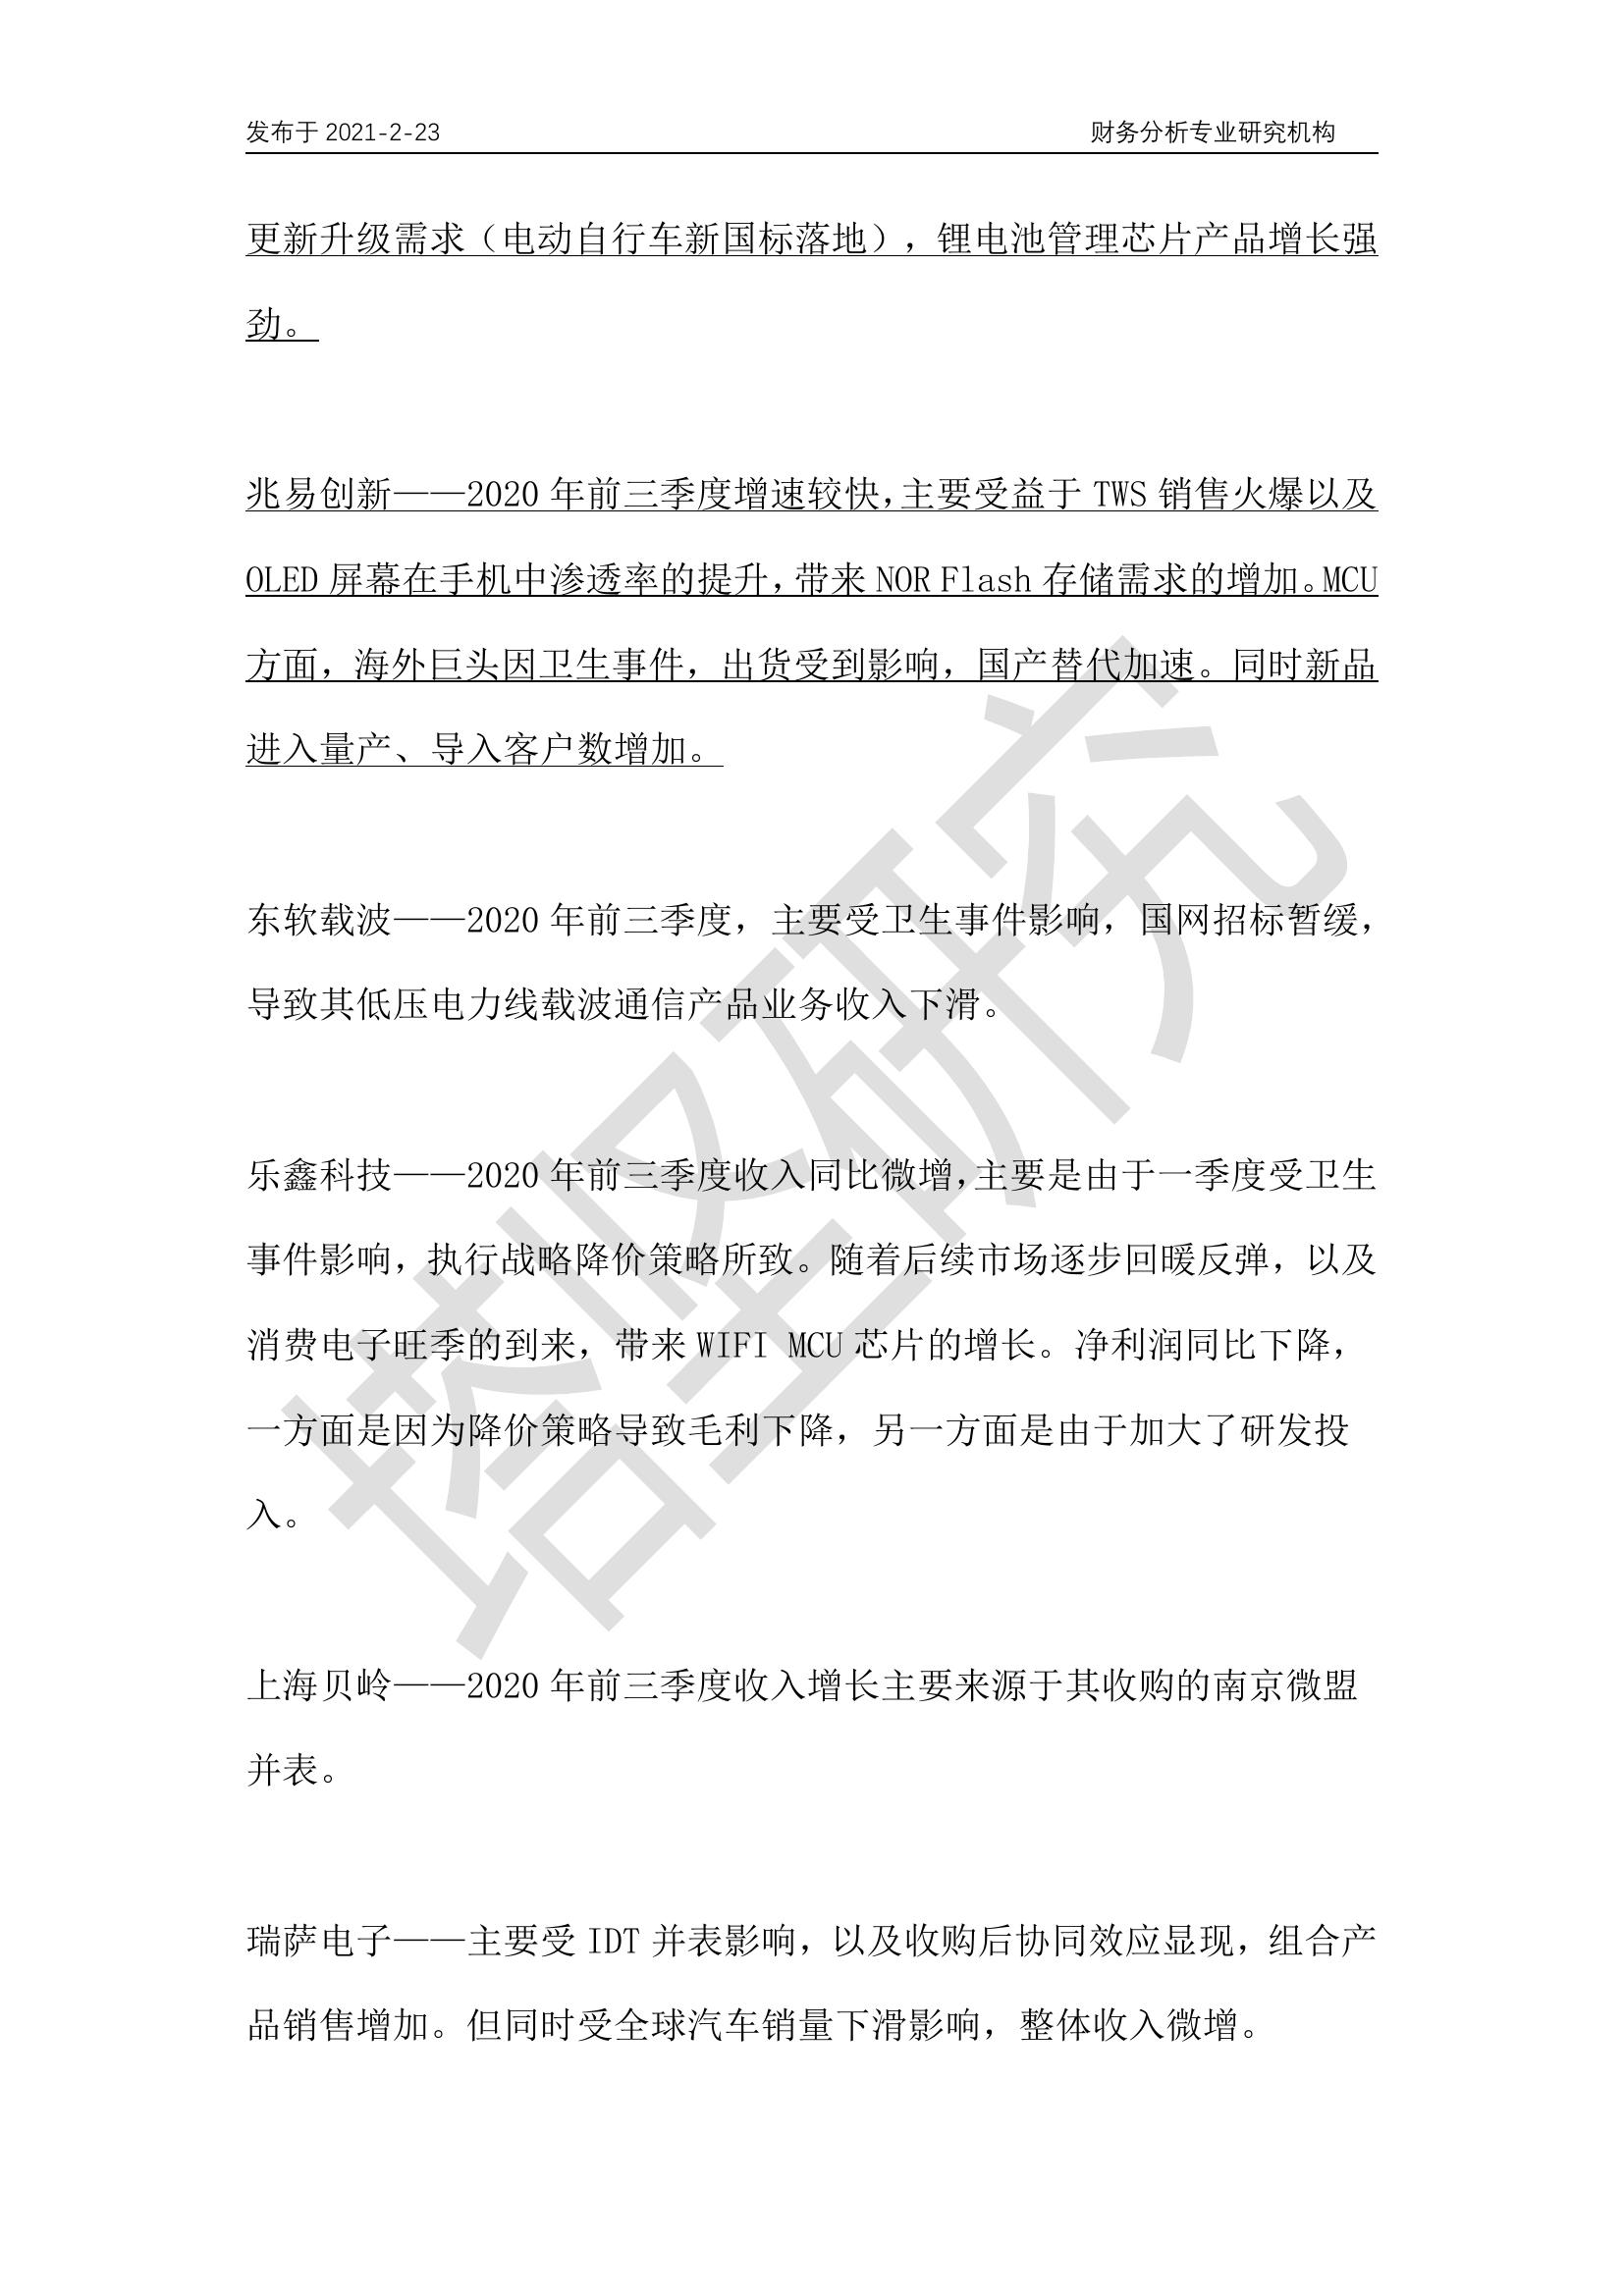 发布于 2021-2-23 财务分析专业研究机构
更新升级需求（电动自行车新国标落地），锂电池管理芯片产品增长强
劲。
兆易创新——2020 年前三季度增速较快，主要受益于 TWS 销售火爆以及
OLED 屏幕在手机中渗透率的提升，带来 NOR Flash 存储需求的增加。MCU
方面，海外巨头因卫生事件，出货受到影响，国产替代加速。同时新品
进入量产、导入客户数增加。
东软载波——2020 年前三季度，主要受卫生事件影响，国网招标暂缓，
导致其低压电力线载波通信产品业务收入下滑。
乐鑫科技——2020 年前三季度收入同比微增，主要是由于一季度受卫生
事件影响，执行战略降价策略所致。随着后续市场逐步回暖反弹，以及
消费电子旺季的到来，带来 WIFI MCU 芯片的增长。净利润同比下降，
一方面是因为降价策略导致毛利下降，另一方面是由于加大了研发投
入。
上海贝岭——2020 年前三季度收入增长主要来源于其收购的南京微盟
并表。
瑞萨电子——主要受 IDT 并表影响，以及收购后协同效应显现，组合产
品销售增加。但同时受全球汽车销量下滑影响，整体收入微增。
塔坚研究